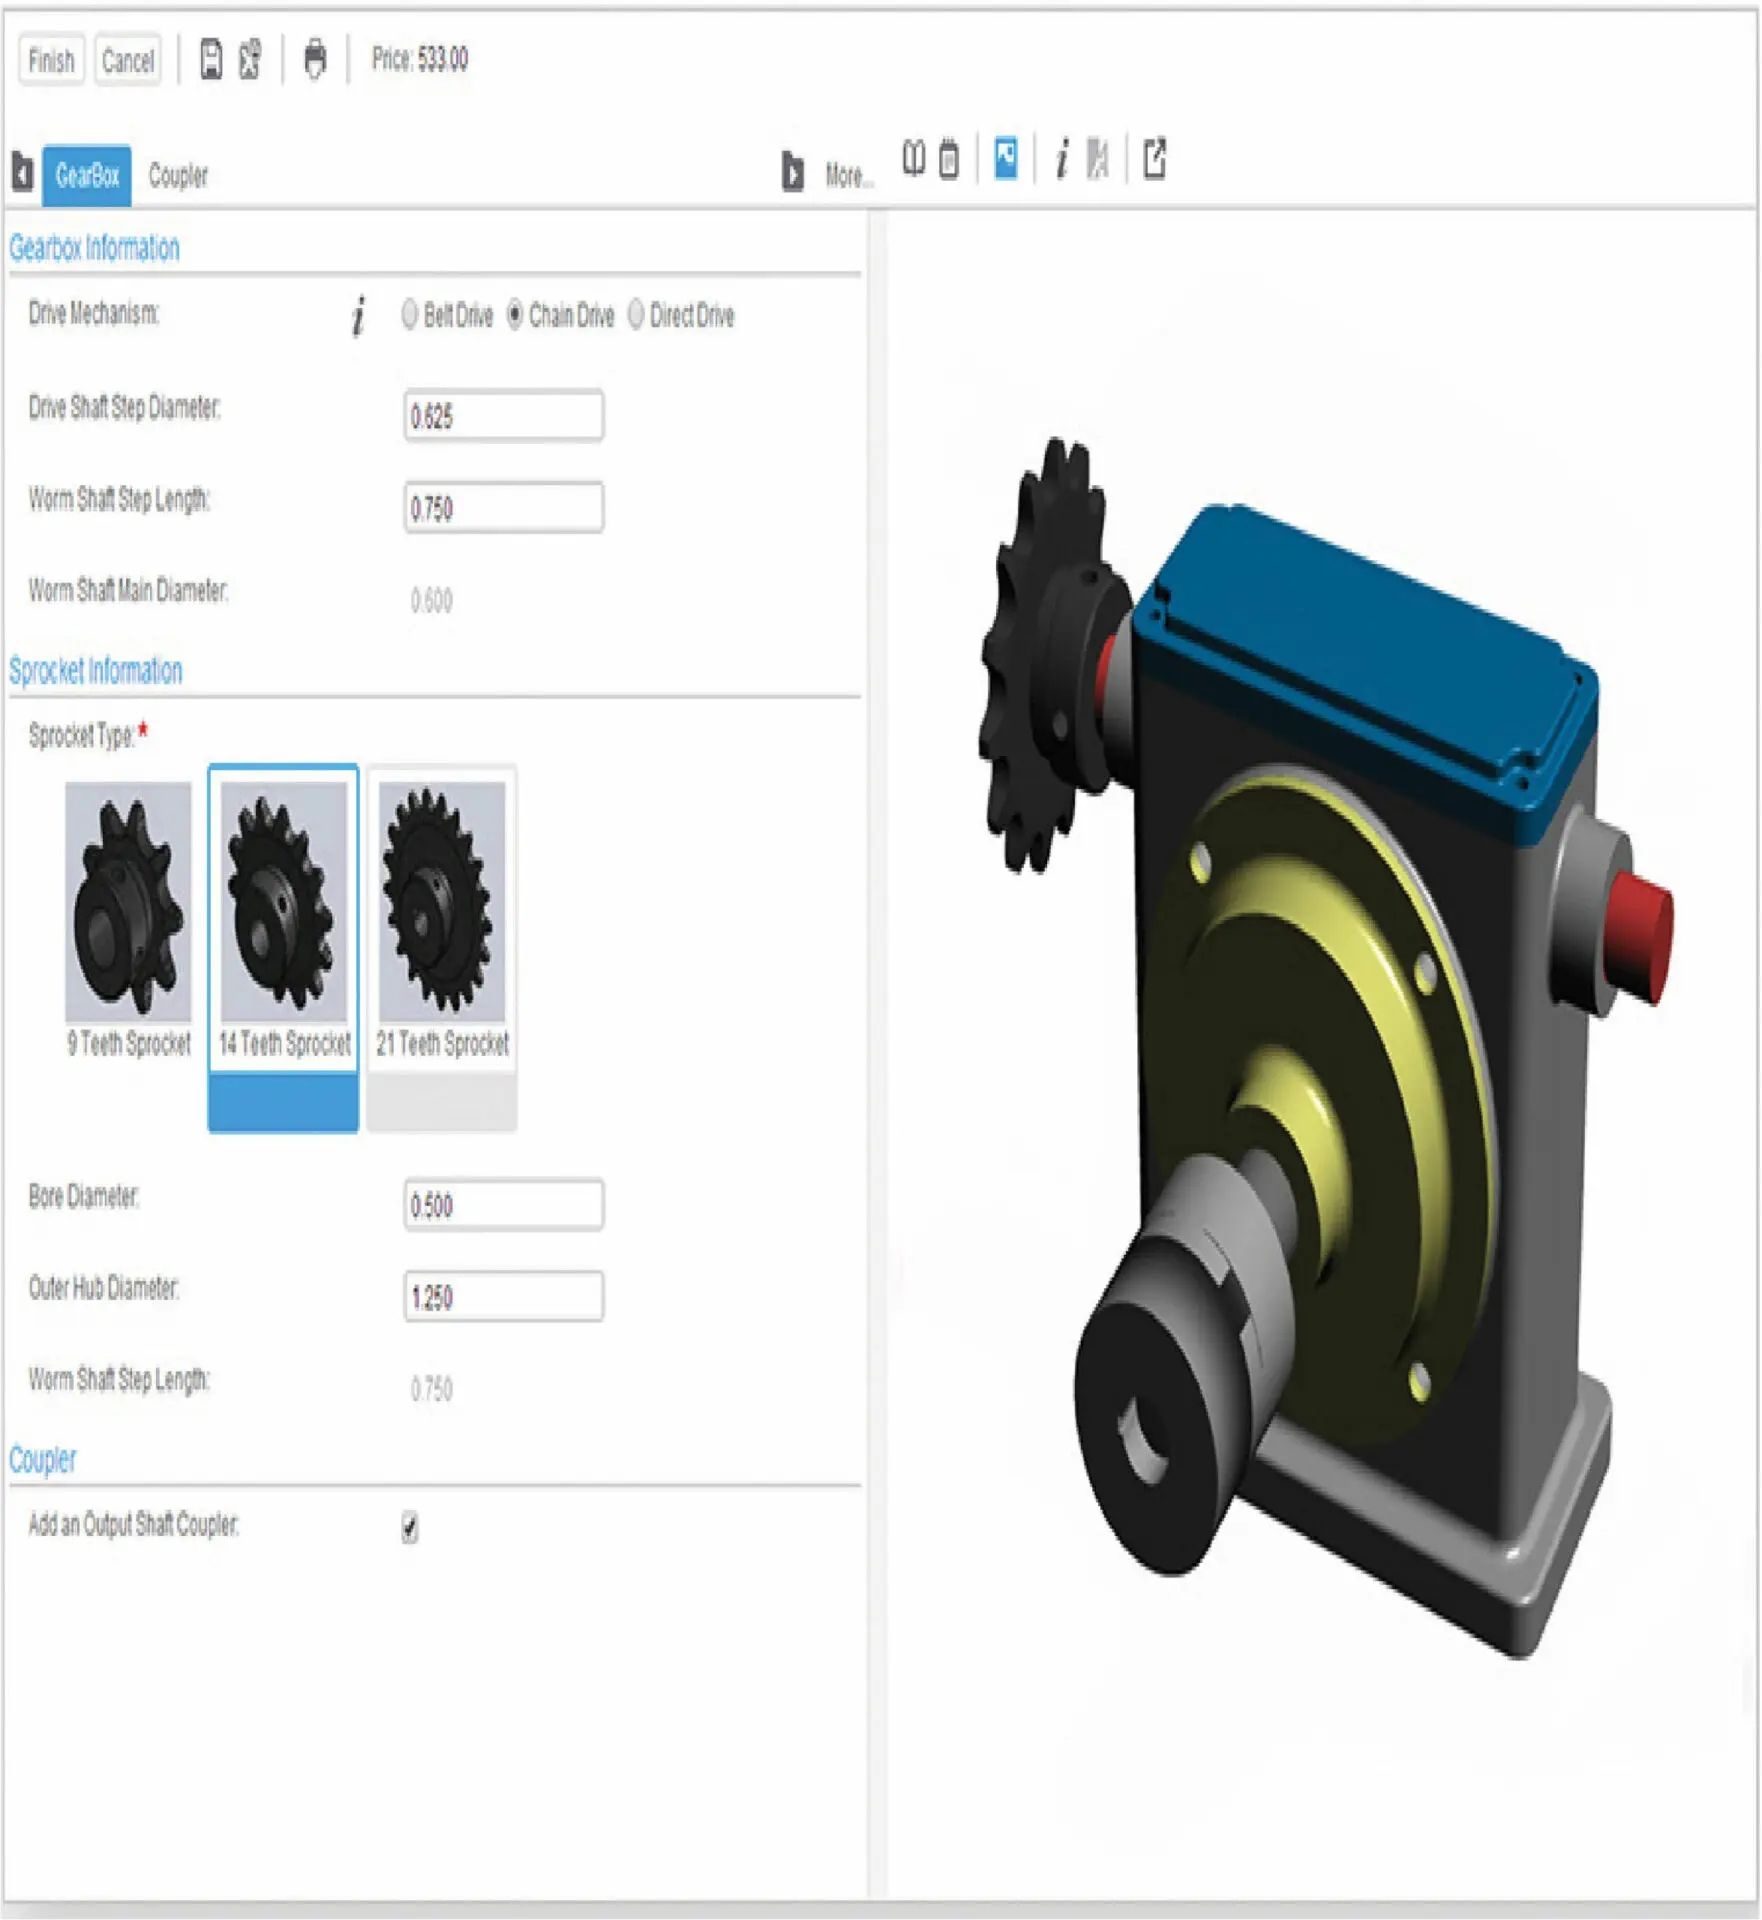 Finish Cancel Price: 533.00
GearBox Coupler More...
Gearbox Information
Drive Mechanism: i Belt Drive Chain Drive Direct Drive
Drive Shaft Step Diameter: 0.625
Worm Shaft Step Length: 0.750
Worm Shaft Main Diameter: 0.600
Sprocket Information
Sprocket Type:*
9 Teeth Sprocket 14 Teeth Sprocket 21 Teeth Sprocket
Bore Diameter: 0.500
Outer Hub Diameter: 1.250
Worm Shaft Step Length: 0.750
Coupler
Add an Output Shaft Coupler: